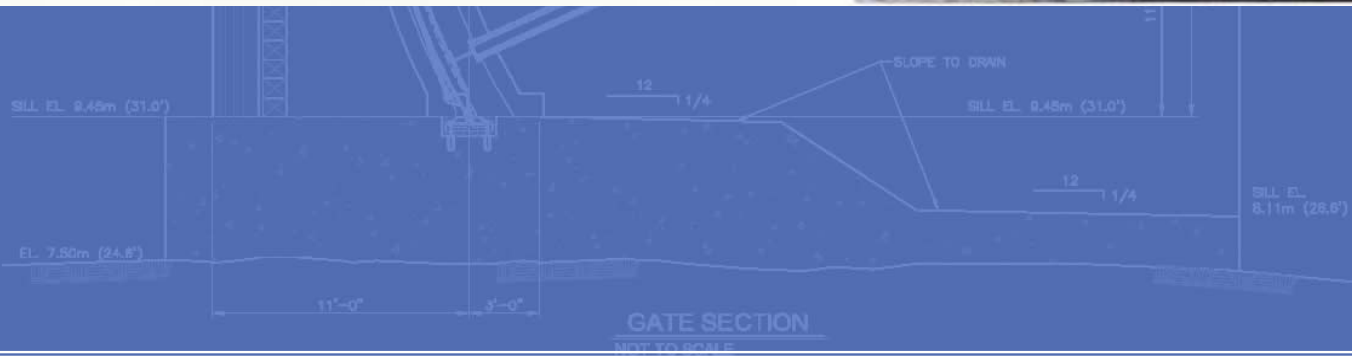 11
SLOPE TO DRAIN
12
1/4
SILL EL. 9.45m (31.0')
SILL EL. 9.45m (31.0')
12
1/4
SILL EL.
8.11m (26.6')
EL. 7.50m (24.6')
11'-0"
3'-0"
GATE SECTION
NOT TO SCALE